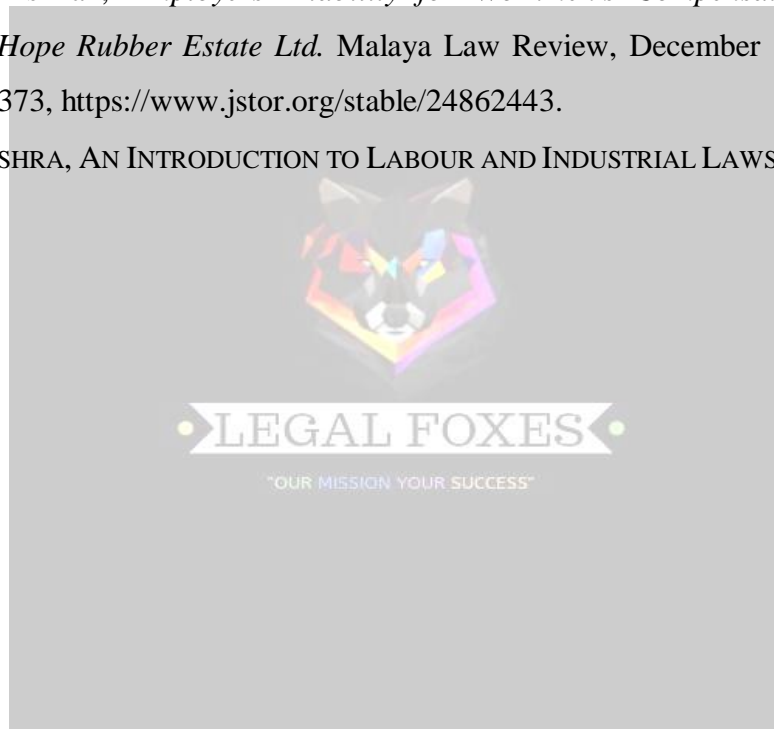 Hope Rubber Estate Ltd. Malaya Law Review, December
373, https://www.jstor.org/stable/24862443.
SHRA, AN INTRODUCTION TO LABOUR AND INDUSTRIAL LAWS
LEGAL FOXES
"OUR MISSION YOUR SUCCESS"